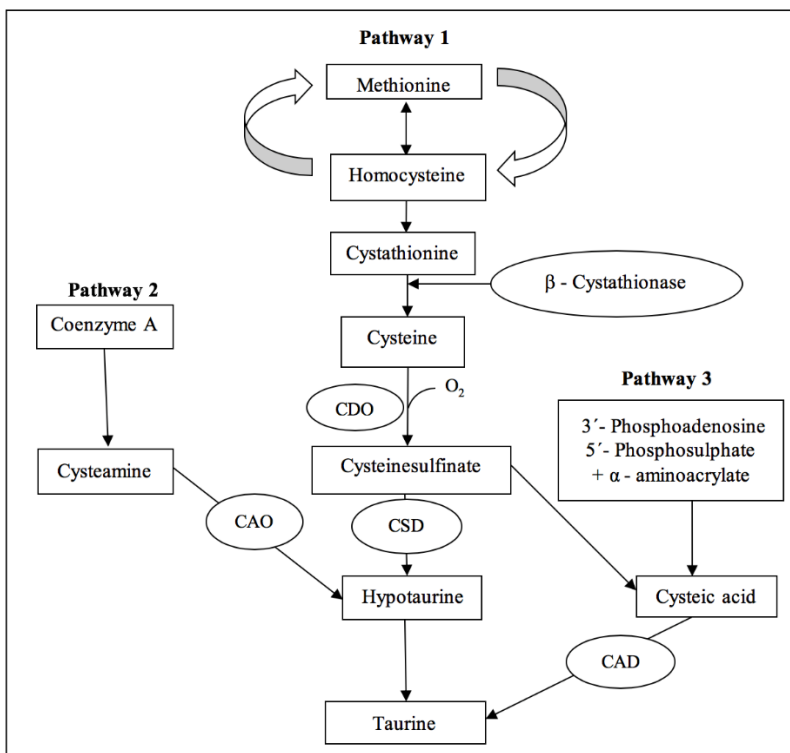 Pathway 1
Methionine
Homocysteine
Cystathionine
β - Cystathionase
Pathway 2
Coenzyme A
Cysteine
Pathway 3
CDO
O₂
3´- Phosphoadenosine
5´- Phosphosulphate
+ α - aminoacrylate
Cysteamine
Cysteinesulfinate
CAO
CSD
Hypotaurine
Cysteic acid
CAD
Taurine